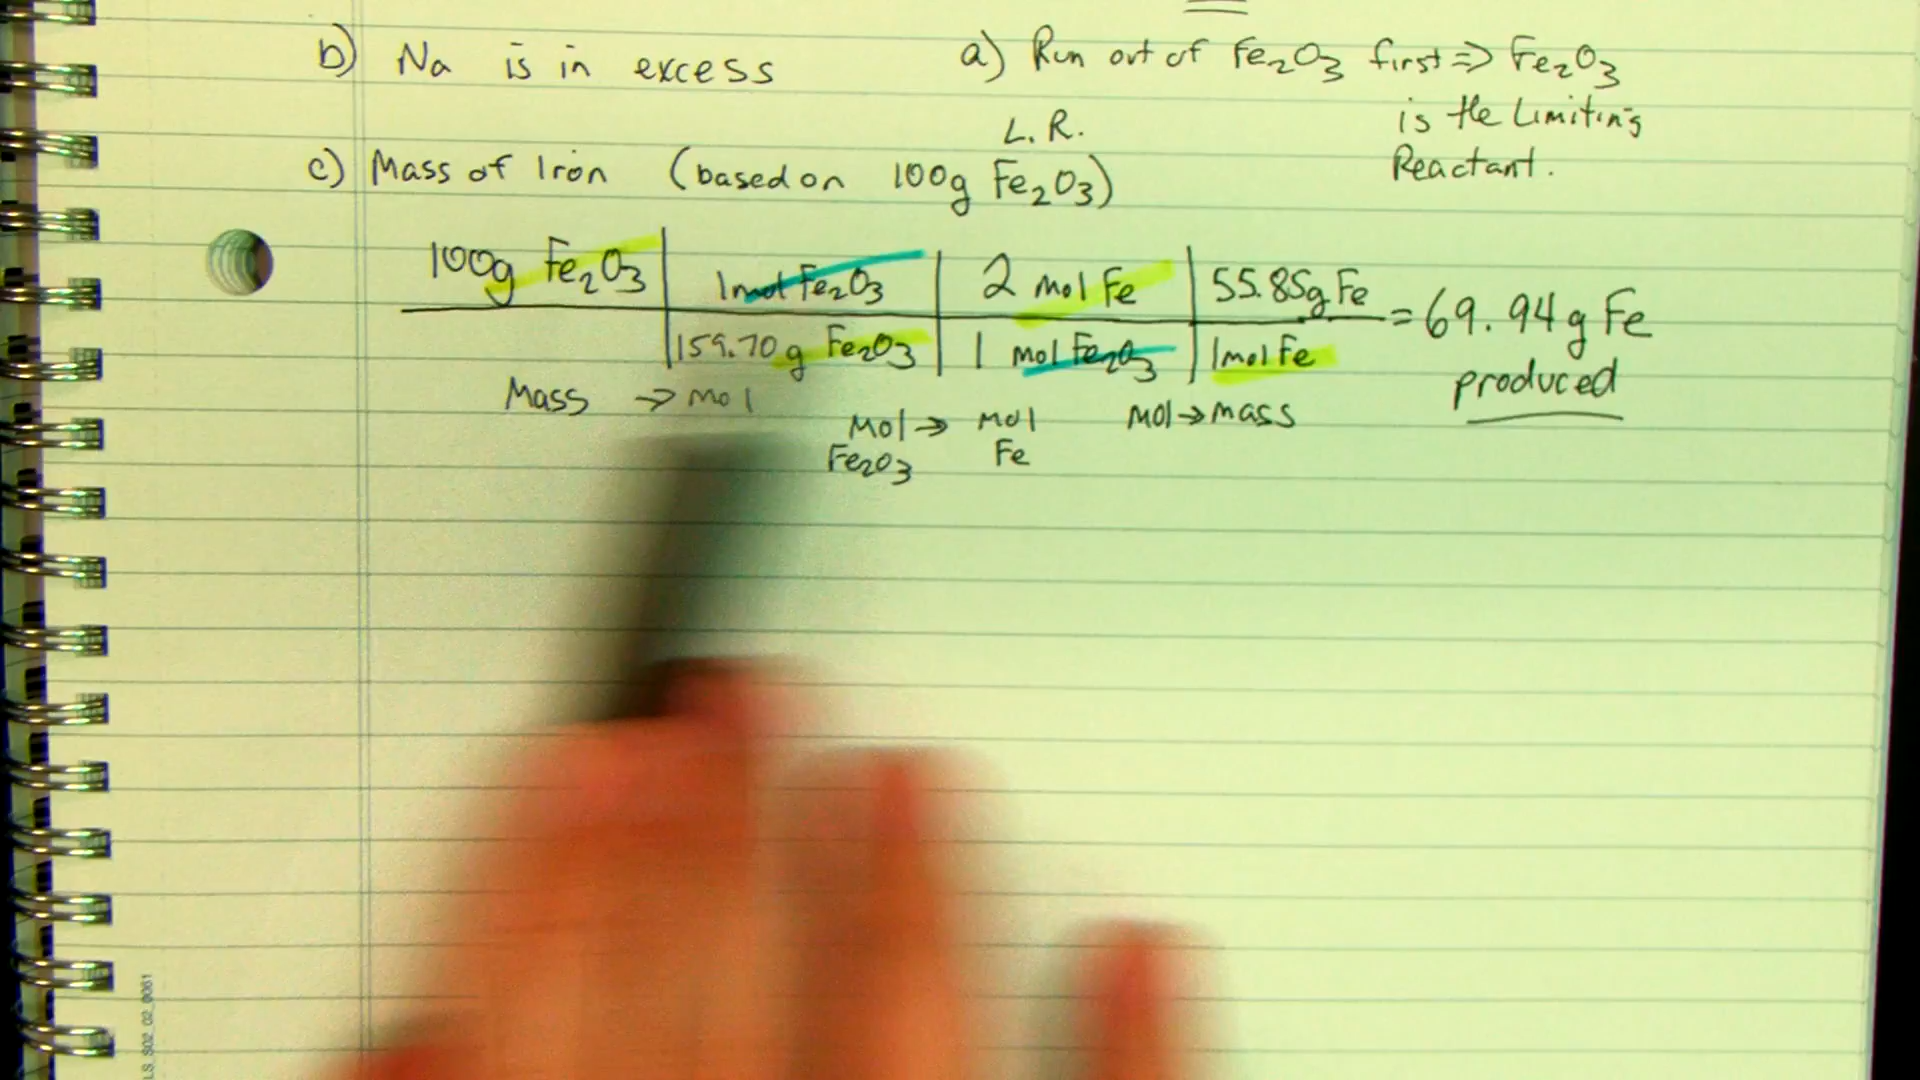 b) Na is in excess
a) Run out of Fe₂O₃ first ⇒ Fe₂O₃
is the Limiting
Reactant.
L.R.
c) Mass of Iron (based on 100g Fe₂O₃)
100g Fe₂O₃ | 1mol Fe₂O₃ | 2 mol Fe | 55.85g Fe = 69.94 g Fe
159.70 g Fe₂O₃ | 1 mol Fe₂O₃ | 1mol Fe
produced
Mass → mol
Mol → mol
Fe₂O₃ Fe
Mol → mass
LS_S02_02_0061